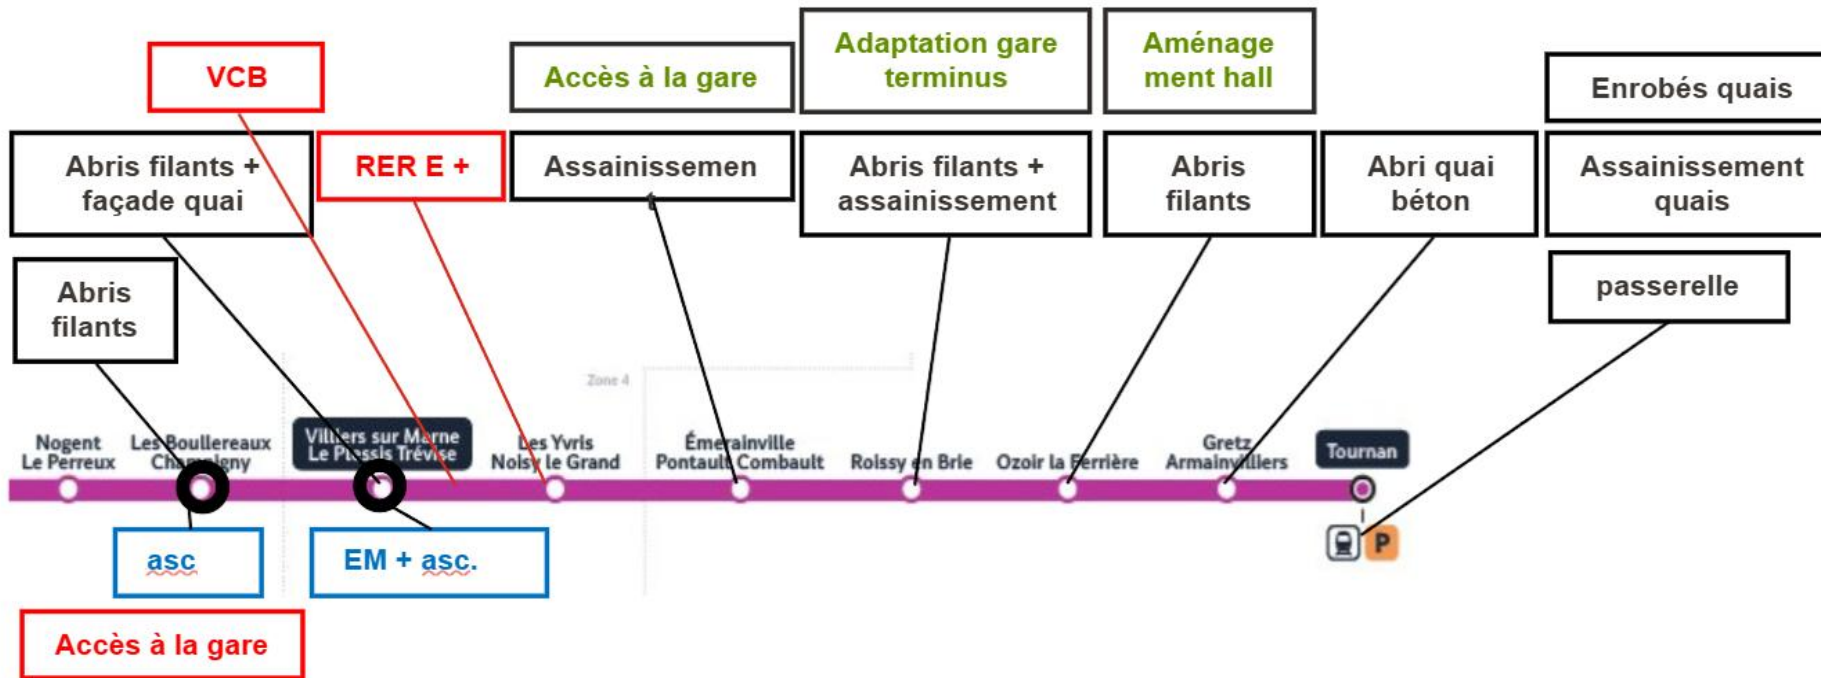 VCB
Accès à la gare
Adaptation gare
terminus
Aménage
ment hall
Enrobés quais
Abris filants +
façade quai
RER E +
Assainissemen
t
Abris filants +
assainissement
Abris
filants
Abri quai
béton
Assainissement
quais
Abris
filants
passerelle
Zone 4
Nogent
Le Perreux
Les Boullereaux
Champigny
Villiers sur Marne
Le Plessis Trévise
Les Yvris
Noisy le Grand
Émerainville
Pontault Combault
Roissy en Brie
Ozoir la Ferrière
Gretz
Armainvilliers
Tournan
P
asc
EM + asc.
Accès à la gare